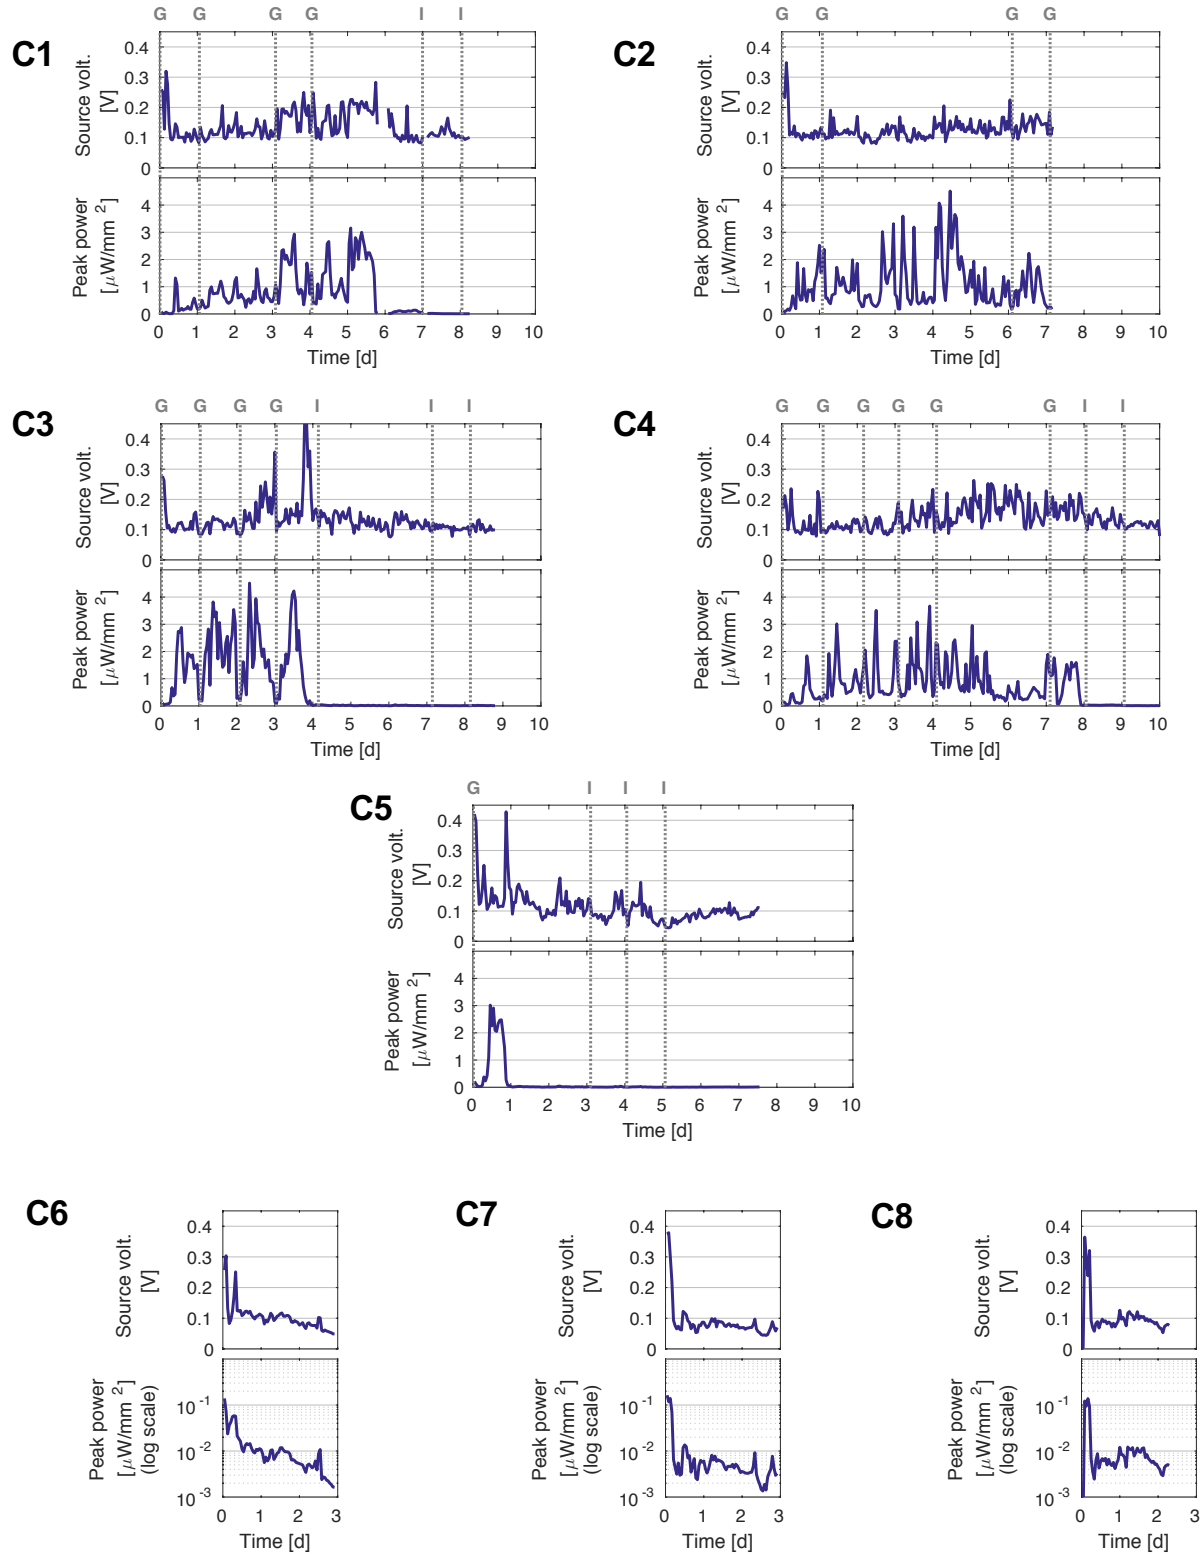 G G G G I I
C1
Source volt.
[V]
0.4
0.3
0.2
0.1
0
Peak power
[μW/mm 2]
4
3
2
1
0
0 1 2 3 4 5 6 7 8 9 10
Time [d]
G G G G
C2
Source volt.
[V]
0.4
0.3
0.2
0.1
0
Peak power
[μW/mm 2]
4
3
2
1
0
0 1 2 3 4 5 6 7 8 9 10
Time [d]
G G G G I I I
C3
Source volt.
[V]
0.4
0.3
0.2
0.1
0
Peak power
[μW/mm 2]
4
3
2
1
0
0 1 2 3 4 5 6 7 8 9 10
Time [d]
G G G G G G I I
C4
Source volt.
[V]
0.4
0.3
0.2
0.1
0
Peak power
[μW/mm 2]
4
3
2
1
0
0 1 2 3 4 5 6 7 8 9 10
Time [d]
G I I I
C5
Source volt.
[V]
0.4
0.3
0.2
0.1
0
Peak power
[μW/mm 2]
4
3
2
1
0
0 1 2 3 4 5 6 7 8 9 10
Time [d]
C6
Source volt.
[V]
0.4
0.3
0.2
0.1
0
Peak power
[μW/mm 2]
(log scale)
10 -1
10 -2
10 -3
0 1 2 3
Time [d]
C7
Source volt.
[V]
0.4
0.3
0.2
0.1
0
Peak power
[μW/mm 2]
(log scale)
10 -1
10 -2
10 -3
0 1 2 3
Time [d]
C8
Source volt.
[V]
0.4
0.3
0.2
0.1
0
Peak power
[μW/mm 2]
(log scale)
10 -1
10 -2
10 -3
0 1 2 3
Time [d]